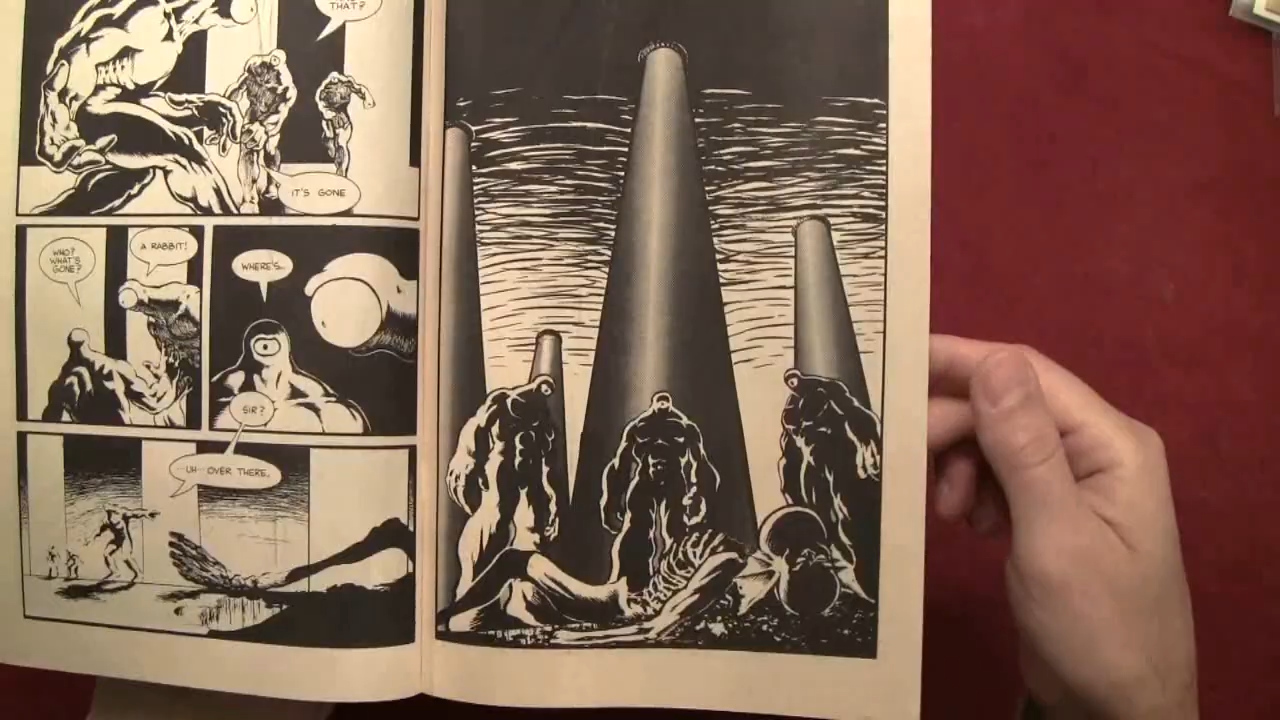 THAT?
IT'S GONE
WHO?
WHAT'S
GONE?
A RABBIT!
WHERE'S...
SIR?
...UH... OVER THERE..